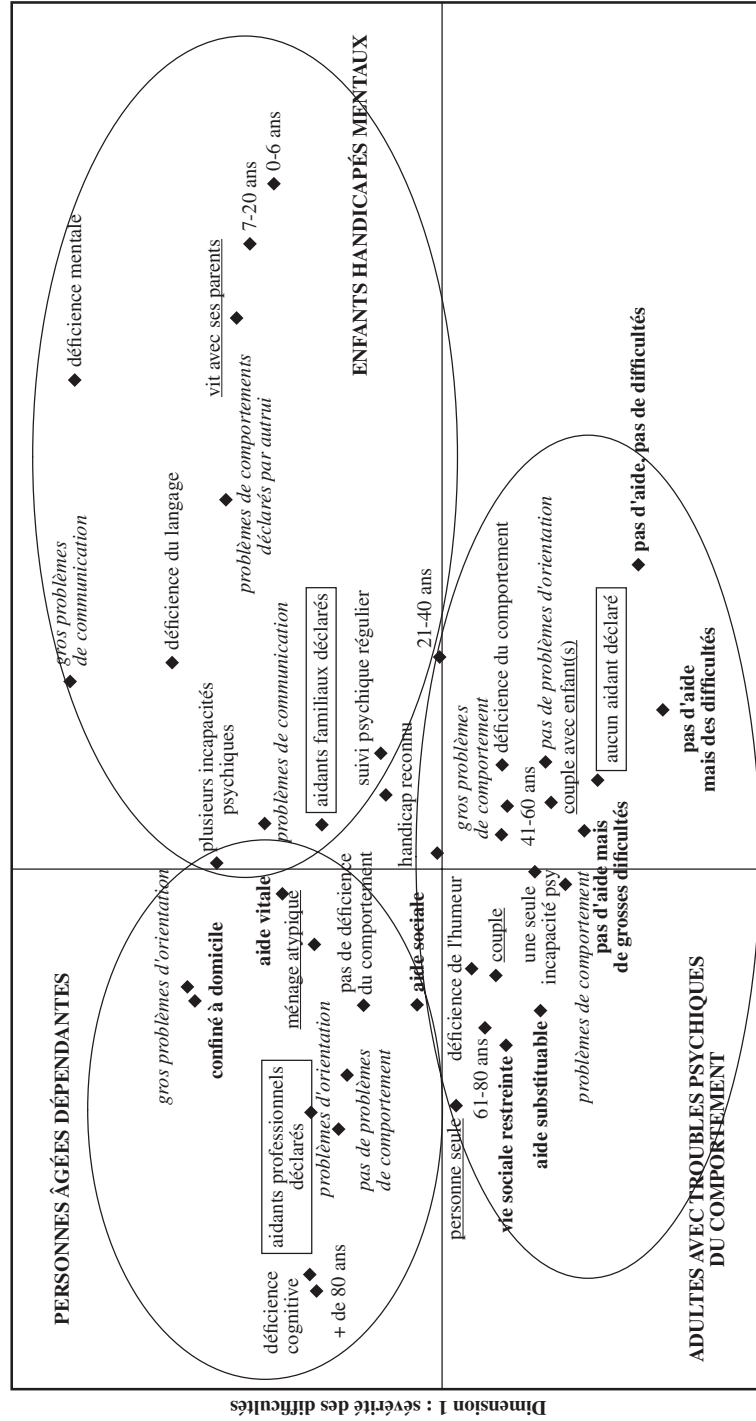 PERSONNES ÂGÉES DÉPENDANTES
gros problèmes d'orientation
confiné à domicile
aide vitale
ménage atypique
aidants professionnels
déclarés
problèmes d'orientation
pas de déficience
du comportement
pas de problèmes
de comportement
déficience
cognitive
+ de 80 ans
aide sociale
gros problèmes
de communication
déficience mentale
déficience du langage
plusieurs incapacités
psychiques
vit avec ses parents
7-20 ans
0-6 ans
problèmes de comportements
déclarés par autrui
problèmes de communication
aidants familiaux déclarés
suivi psychique régulier
handicap reconnu
21-40 ans
ENFANTS HANDICAPÉS MENTAUX
personne seule
déficience de l'humeur
61-80 ans
couple
vie sociale restreinte
aide substituable
une seule
incapacité psy
problèmes de comportement
gros problèmes
de comportement
déficience du comportement
41-60 ans
pas de problèmes d'orientation
couple avec enfant(s)
pas d'aide mais
de grosses dificultés
aucun aidant déclaré
pas d'aide, pas de difficultés
pas d'aide
mais des difficultés
ADULTES AVEC TROUBLES PSYCHIQUES
DU COMPORTEMENT
Dimension 1 : sévérité des difficultés